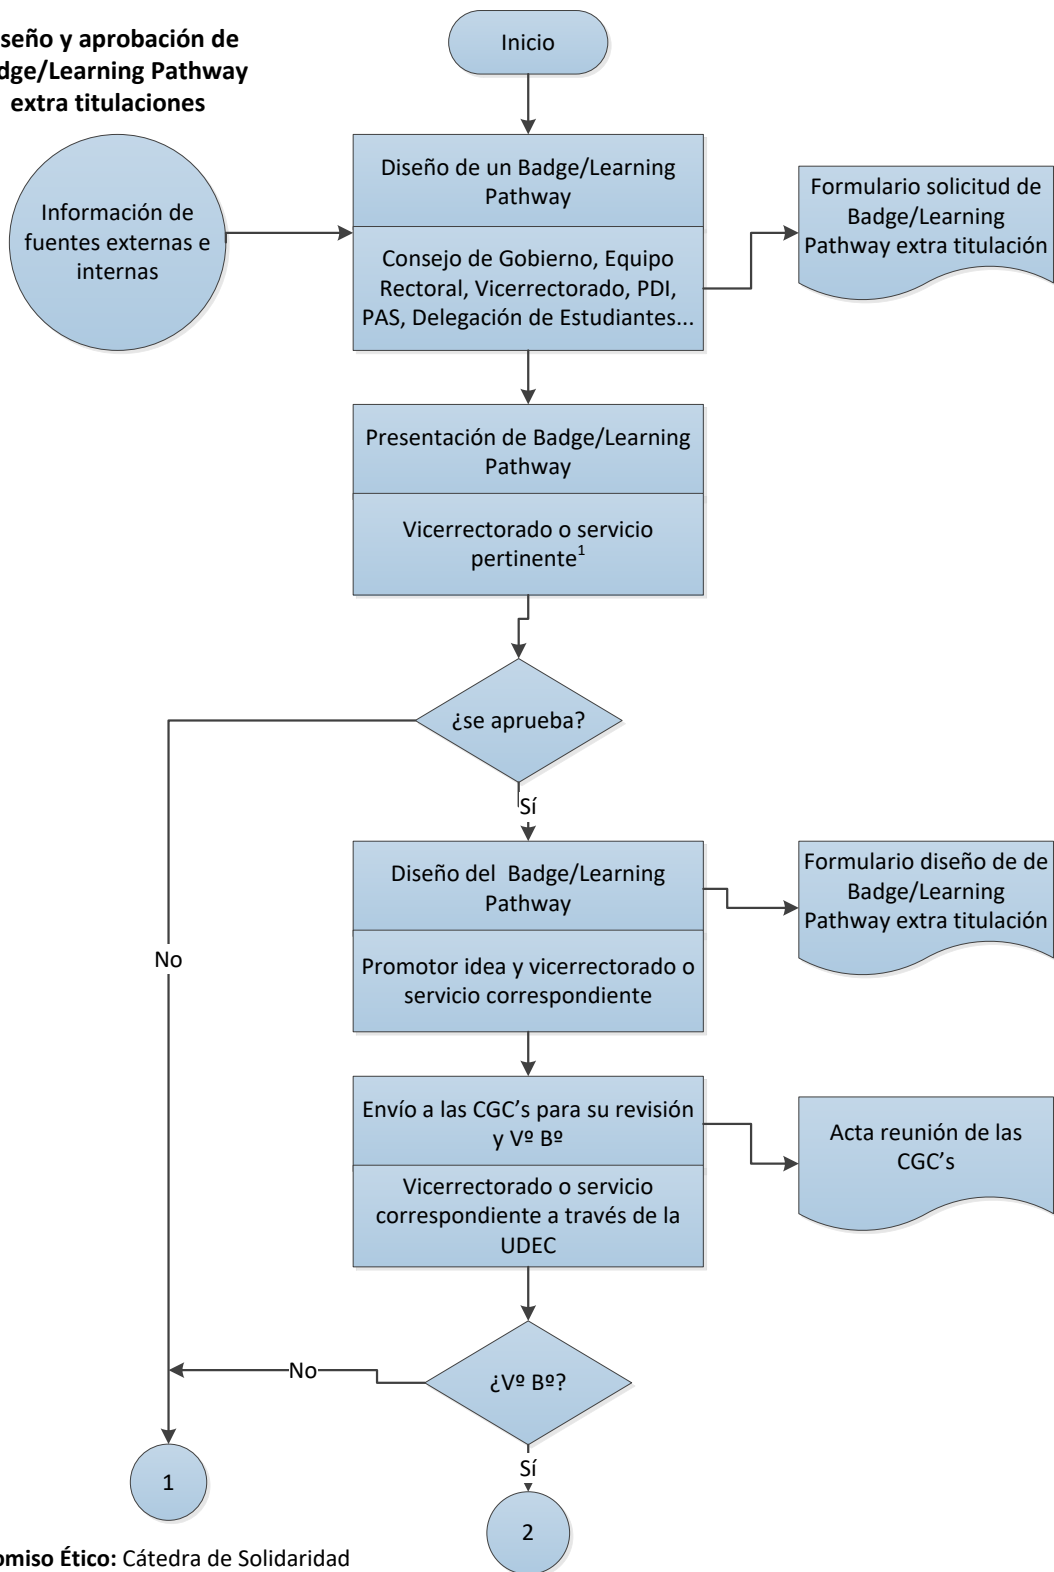 seño y aprobación de
dge/Learning Pathway
extra titulaciones
Inicio
Información de
fuentes externas e
internas
Diseño de un Badge/Learning
Pathway
Consejo de Gobierno, Equipo
Rectoral, Vicerrectorado, PDI,
PAS, Delegación de Estudiantes...
Formulario solicitud de
Badge/Learning
Pathway extra titulación
Presentación de Badge/Learning
Pathway
Vicerrectorado o servicio
pertinente1
¿se aprueba?
Sí
No
Diseño del Badge/Learning
Pathway
Promotor idea y vicerrectorado o
servicio correspondiente
Formulario diseño de de
Badge/Learning
Pathway extra titulación
Envío a las CGC’s para su revisión
y Vº Bº
Vicerrectorado o servicio
correspondiente a través de la
UDEC
Acta reunión de las
CGC’s
¿Vº Bº?
No
Sí
1
2
omiso Ético: Cátedra de Solidaridad